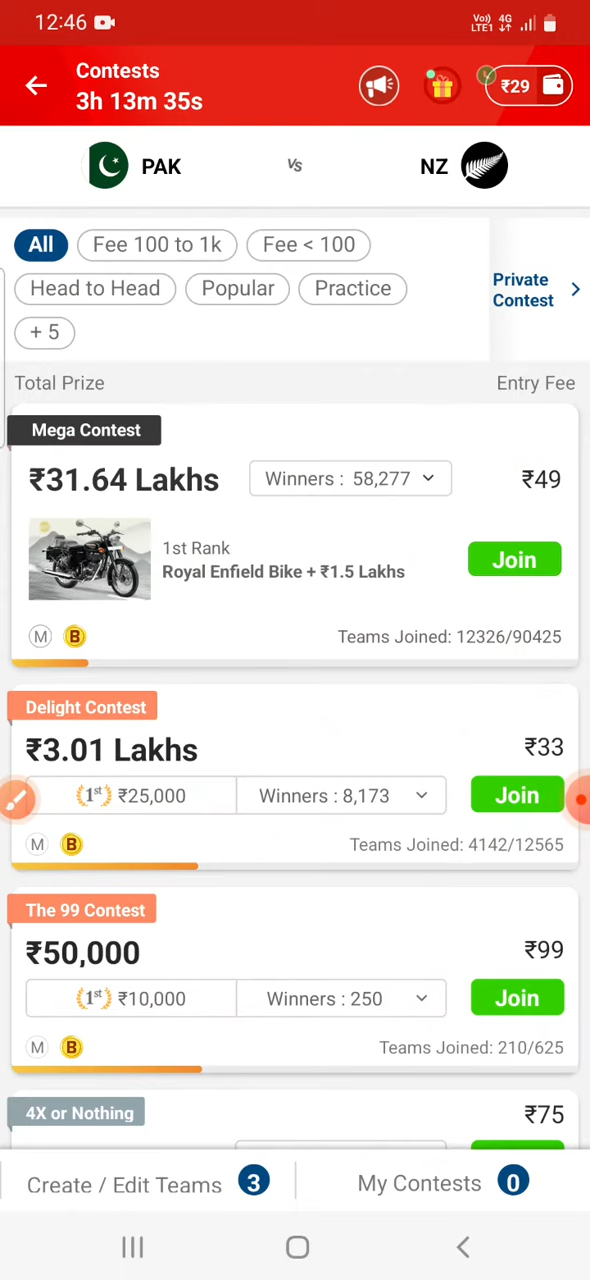 12:46
Vo)) 4G
LTE1
Contests
3h 13m 35s
₹29
PAK
Vs
NZ
All
Fee 100 to 1k
Fee < 100
Head to Head
Popular
Practice
+ 5
Private
Contest
Total Prize
Entry Fee
Mega Contest
₹31.64 Lakhs
Winners : 58,277
₹49
1st Rank
Royal Enfield Bike + ₹1.5 Lakhs
Join
M B
Teams Joined: 12326/90425
Delight Contest
₹3.01 Lakhs
₹33
1st ₹25,000
Winners : 8,173
Join
M B
Teams Joined: 4142/12565
The 99 Contest
₹50,000
₹99
1st ₹10,000
Winners : 250
Join
M B
Teams Joined: 210/625
4X or Nothing
₹75
Create / Edit Teams 3
My Contests 0